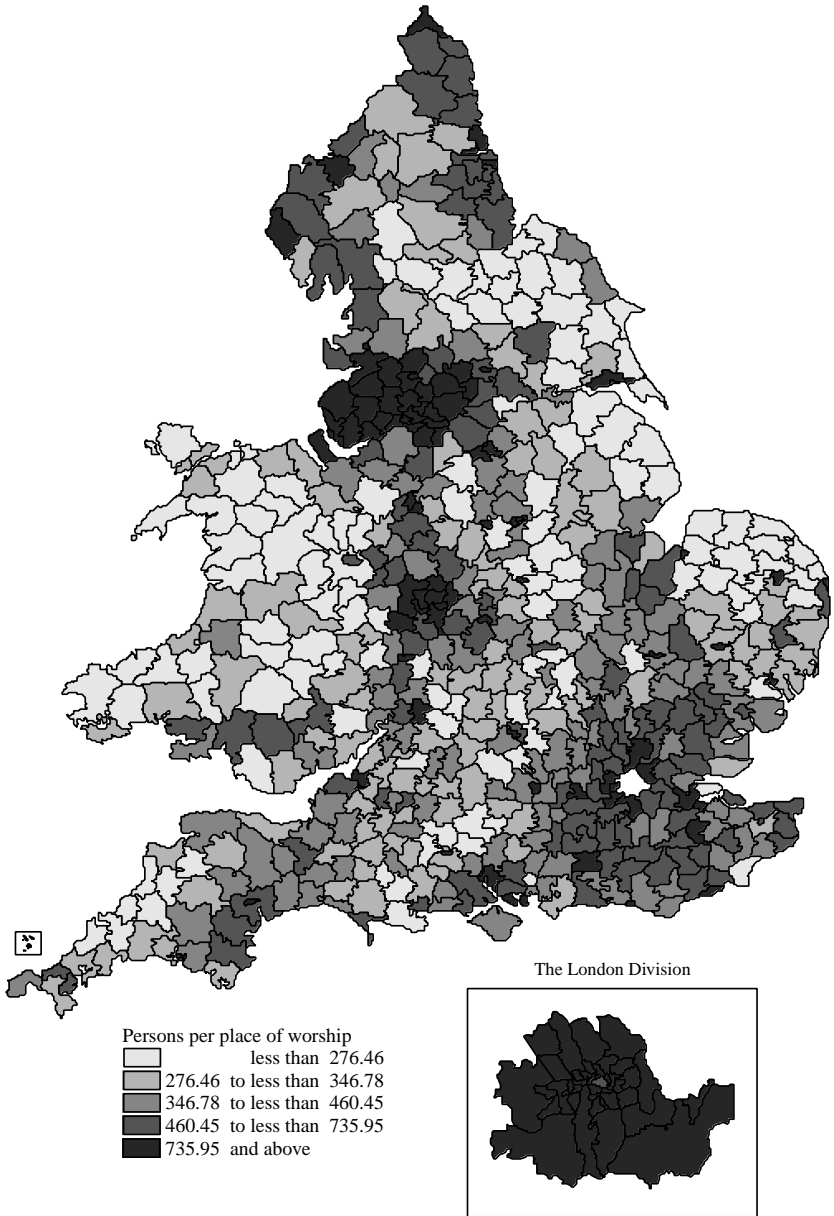 The London Division
Persons per place of worship
less than 276.46
276.46 to less than 346.78
346.78 to less than 460.45
460.45 to less than 735.95
735.95 and above